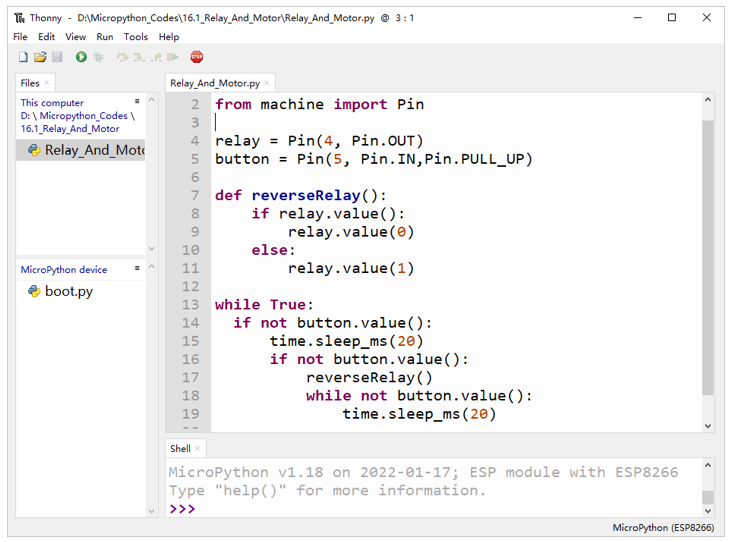 Thonny - D:\Micropython_Codes\16.1_Relay_And_Motor\Relay_And_Motor.py @ 3 : 1
File Edit View Run Tools Help
STOP
Files
This computer
D: \ Micropython_Codes \
16.1_Relay_And_Motor
Relay_And_Motc
MicroPython device
boot.py
Relay_And_Motor.py
2 from machine import Pin
3
4 relay = Pin(4, Pin.OUT)
5 button = Pin(5, Pin.IN,Pin.PULL_UP)
6
7 def reverseRelay():
8     if relay.value():
9         relay.value(0)
10     else:
11         relay.value(1)
12
13 while True:
14   if not button.value():
15       time.sleep_ms(20)
16       if not button.value():
17           reverseRelay()
18           while not button.value():
19               time.sleep_ms(20)
Shell
MicroPython v1.18 on 2022-01-17; ESP module with ESP8266
Type "help()" for more information.
>>>
MicroPython (ESP8266)